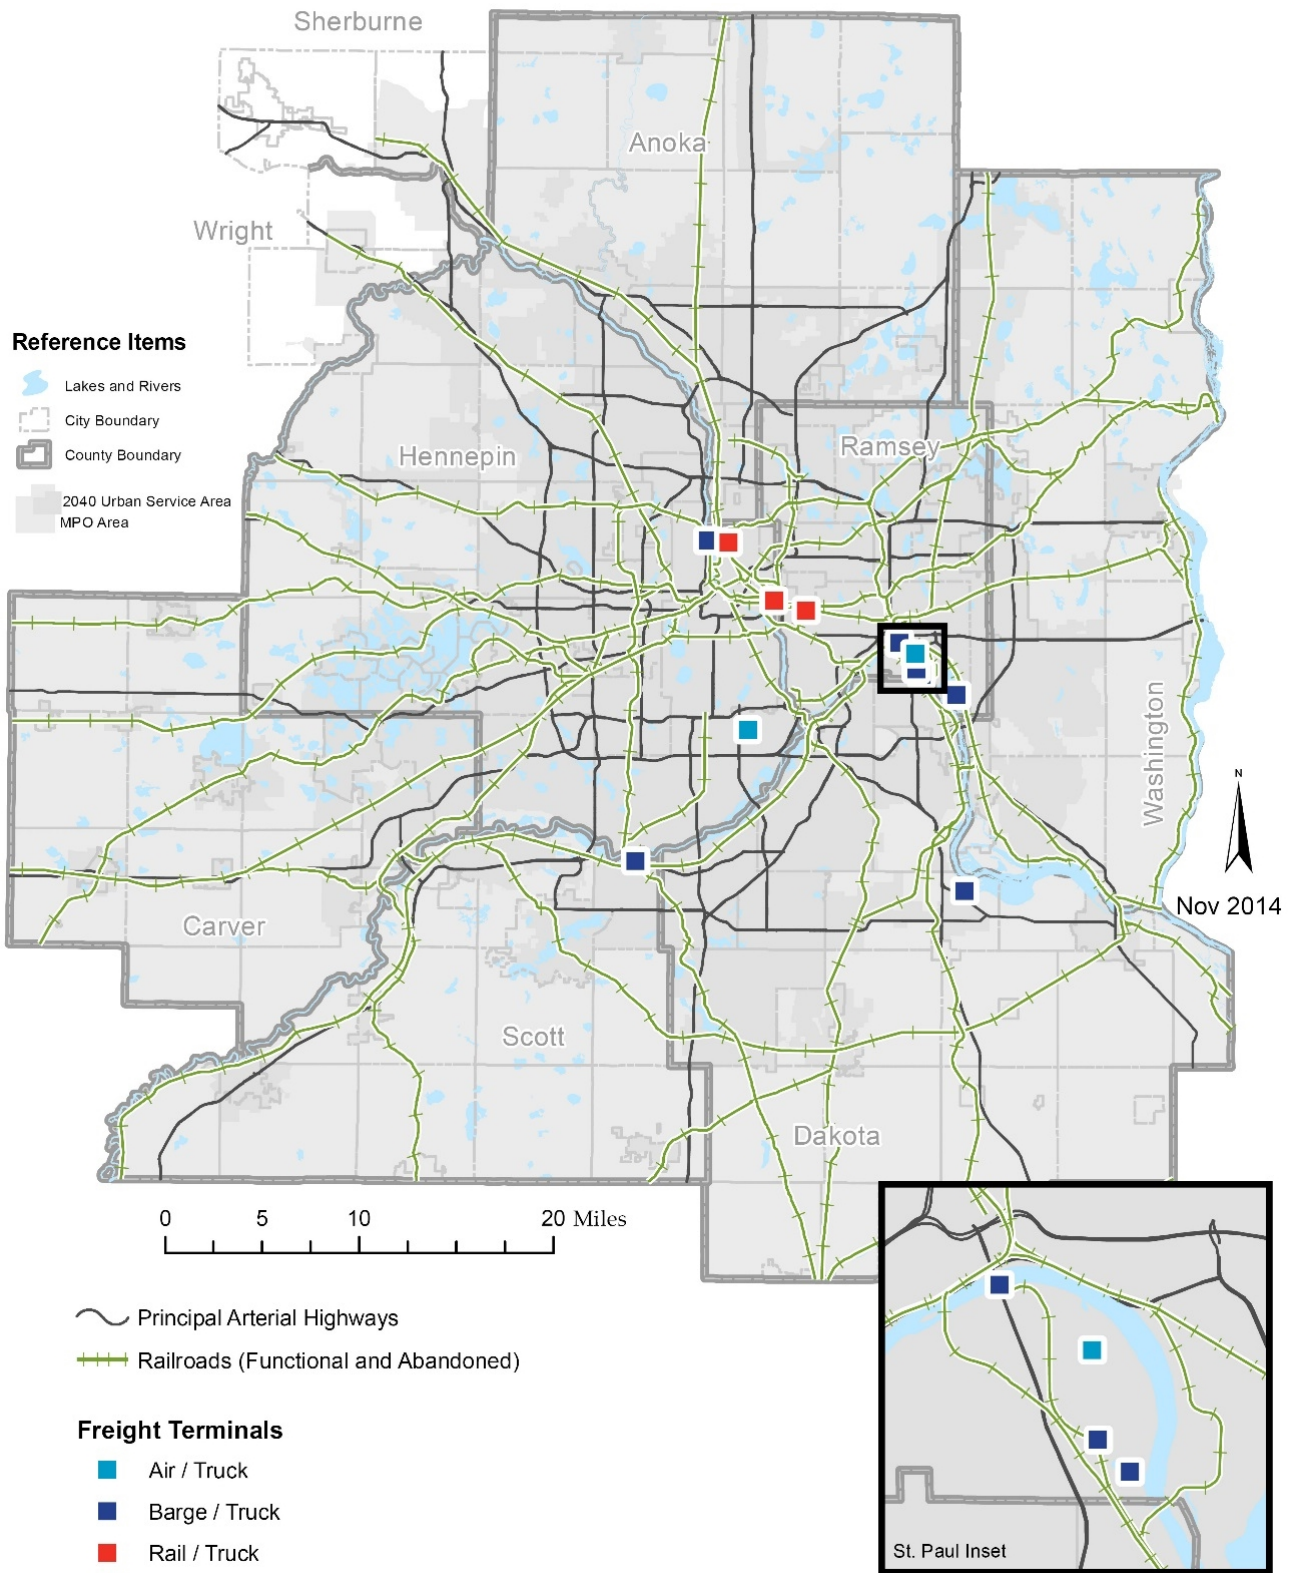 Sherburne
Anoka
Wright
Reference Items
Lakes and Rivers
City Boundary
County Boundary
2040 Urban Service Area
MPO Area
Hennepin
Ramsey
Washington
N
Nov 2014
Carver
Scott
Dakota
0 5 10 20 Miles
Principal Arterial Highways
Railroads (Functional and Abandoned)
Freight Terminals
Air / Truck
Barge / Truck
Rail / Truck
St. Paul Inset